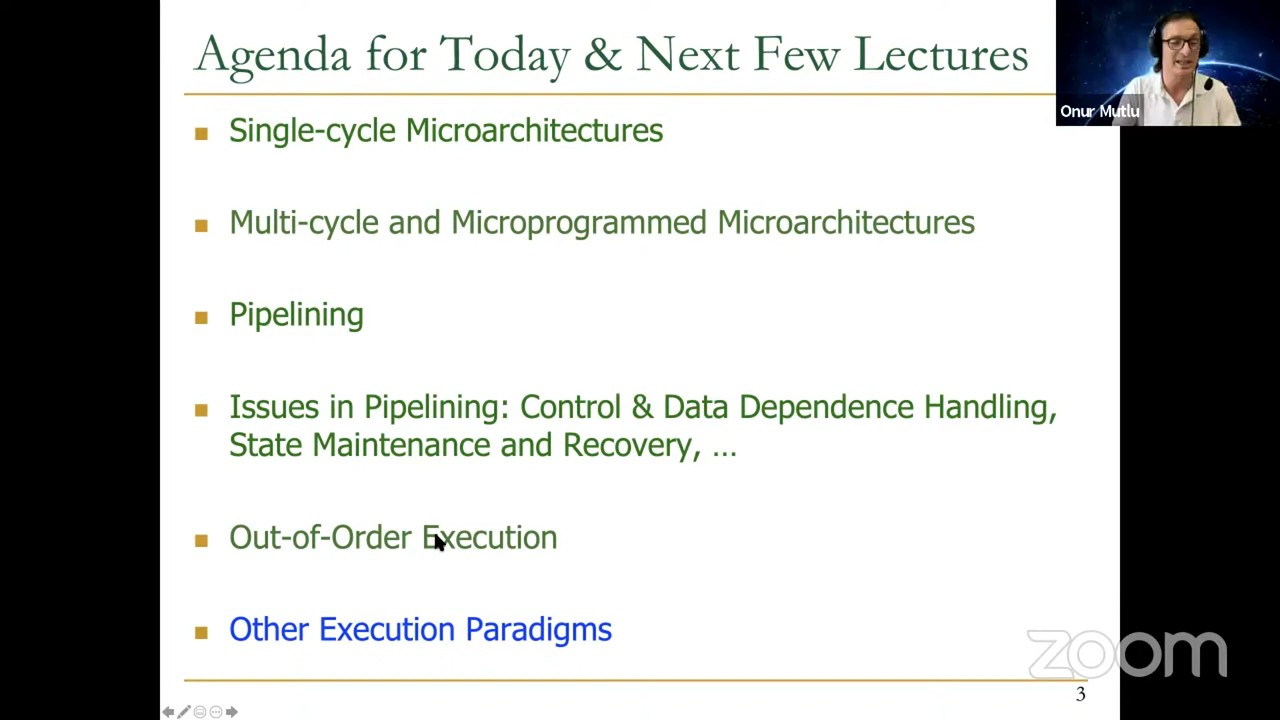 Agenda for Today & Next Few Lectures
Onur Mutlu
Single-cycle Microarchitectures
Multi-cycle and Microprogrammed Microarchitectures
Pipelining
Issues in Pipelining: Control & Data Dependence Handling,
State Maintenance and Recovery, …
Out-of-Order Execution
Other Execution Paradigms
zoom
3